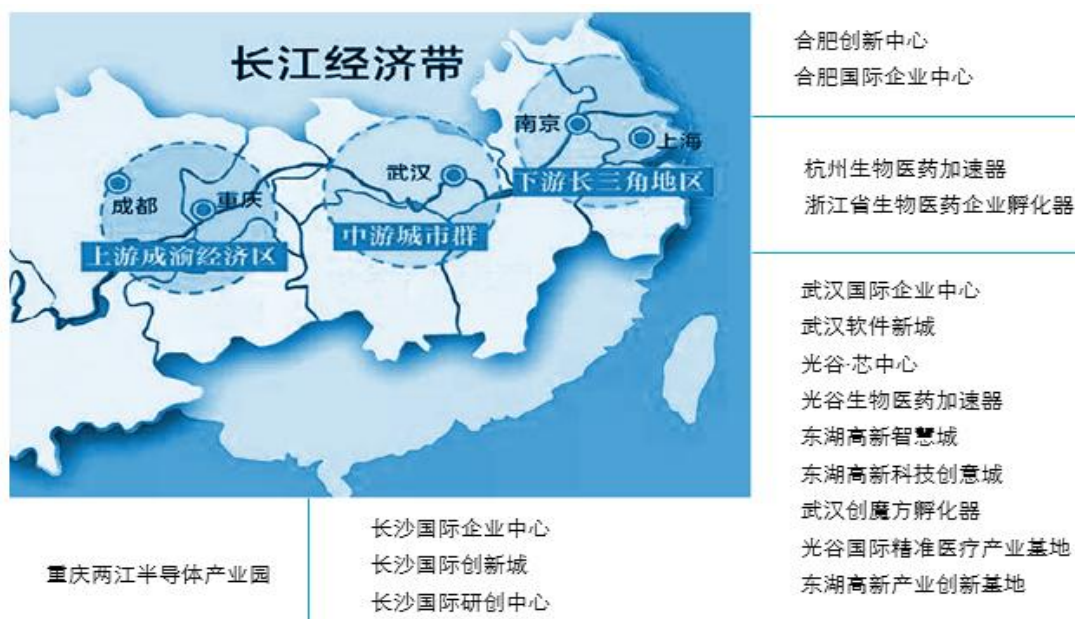 长江经济带
南京
上海
武汉
下游长三角地区
成都
重庆
中游城市群
上游成渝经济区
合肥创新中心
合肥国际企业中心
杭州生物医药加速器
浙江省生物医药企业孵化器
武汉国际企业中心
武汉软件新城
光谷·芯中心
光谷生物医药加速器
东湖高新智慧城
东湖高新科技创意城
武汉创魔方孵化器
光谷国际精准医疗产业基地
东湖高新产业创新基地
长沙国际企业中心
长沙国际创新城
长沙国际研创中心
重庆两江半导体产业园